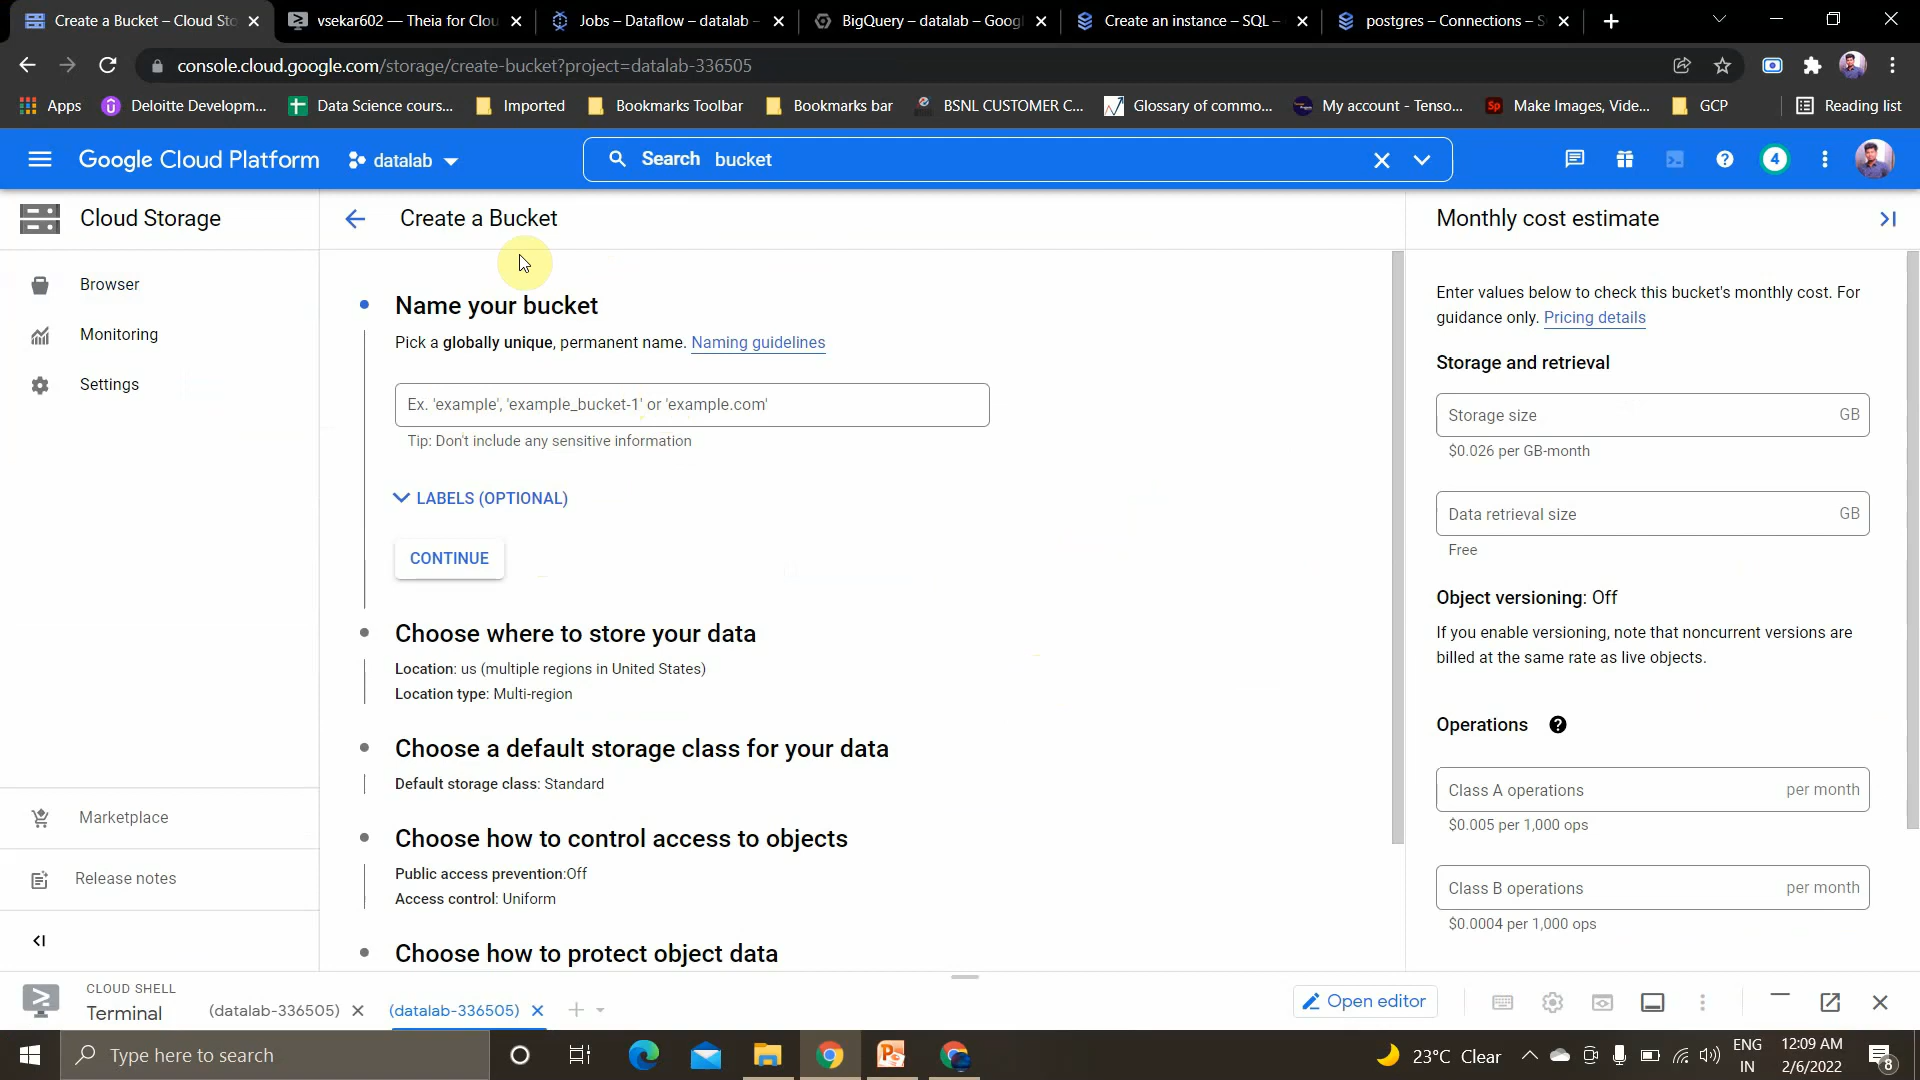 Create a Bucket – Cloud Sto
vsekar602 — Theia for Clou
Jobs – Dataflow – datalab –
BigQuery – datalab – Googl
Create an instance – SQL –
postgres – Connections – S
console.cloud.google.com/storage/create-bucket?project=datalab-336505
Apps
Deloitte Developm...
Data Science cours...
Imported
Bookmarks Toolbar
Bookmarks bar
BSNL CUSTOMER C...
Glossary of commo...
My account - Tenso...
Sp
Make Images, Vide...
GCP
Reading list
Google Cloud Platform
datalab
Search bucket
4
Cloud Storage
Browser
Monitoring
Settings
Marketplace
Release notes
Create a Bucket
Name your bucket
Pick a globally unique, permanent name. Naming guidelines
Ex. 'example', 'example_bucket-1' or 'example.com'
Tip: Don't include any sensitive information
LABELS (OPTIONAL)
CONTINUE
Choose where to store your data
Location: us (multiple regions in United States)
Location type: Multi-region
Choose a default storage class for your data
Default storage class: Standard
Choose how to control access to objects
Public access prevention:Off
Access control: Uniform
Choose how to protect object data
Monthly cost estimate
Enter values below to check this bucket's monthly cost. For
guidance only. Pricing details
Storage and retrieval
Storage size GB
$0.026 per GB-month
Data retrieval size GB
Free
Object versioning: Off
If you enable versioning, note that noncurrent versions are
billed at the same rate as live objects.
Operations
Class A operations per month
$0.005 per 1,000 ops
Class B operations per month
$0.0004 per 1,000 ops
CLOUD SHELL
Terminal
(datalab-336505)
(datalab-336505)
Open editor
Type here to search
23°C Clear
ENG
IN
12:09 AM
2/6/2022
8